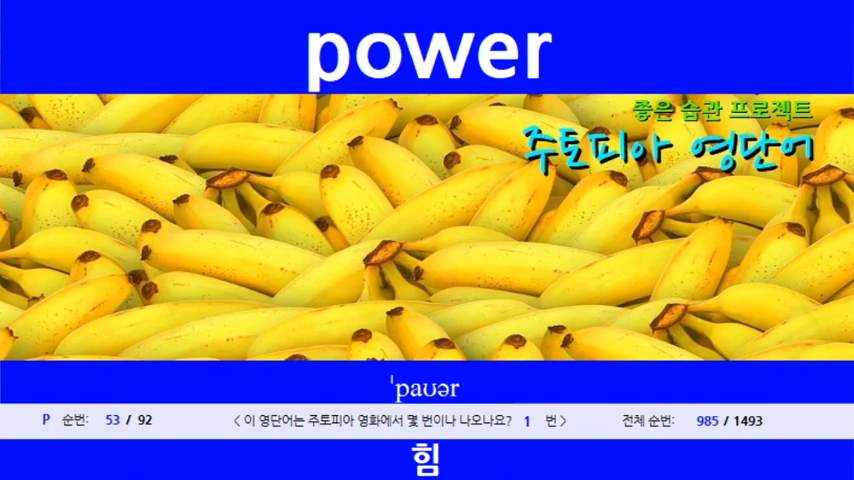 power
좋은 습관 프로젝트
주토피아 영단어
ˈpaʊər
P 순번: 53 / 92 < 이 영단어는 주토피아 영화에서 몇 번이나 나오나요? 1 번 > 전체 순번: 985 / 1493
힘